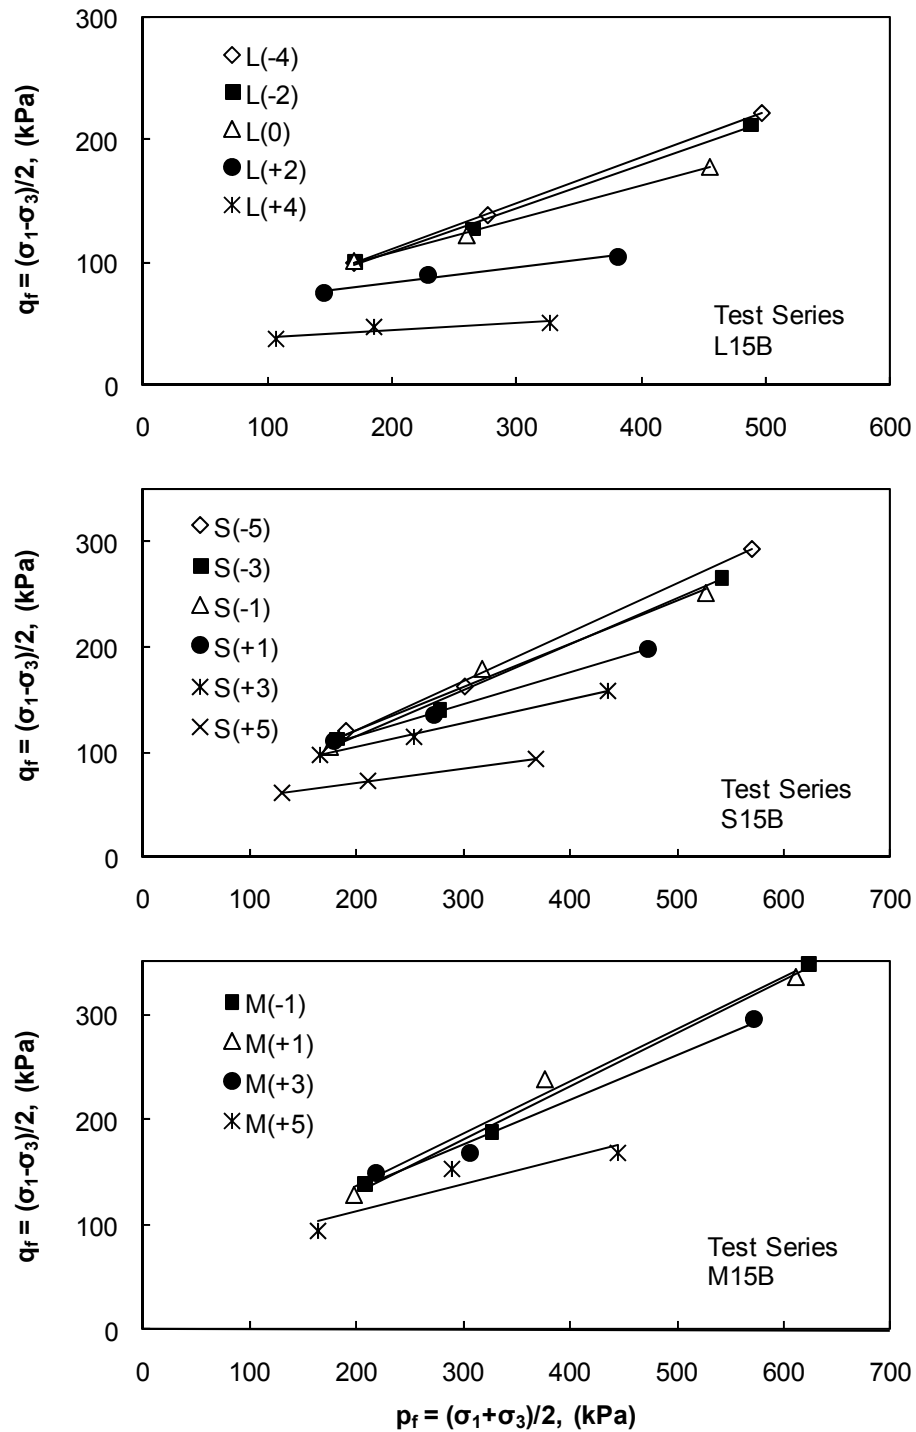 300
200
100
0
q_f = (σ₁-σ₃)/2, (kPa)
L(-4)
L(-2)
L(0)
L(+2)
L(+4)
Test Series
L15B
0 100 200 300 400 500 600
300
200
100
0
q_f = (σ₁-σ₃)/2, (kPa)
S(-5)
S(-3)
S(-1)
S(+1)
S(+3)
S(+5)
Test Series
S15B
0 100 200 300 400 500 600 700
300
200
100
0
q_f = (σ₁-σ₃)/2, (kPa)
M(-1)
M(+1)
M(+3)
M(+5)
Test Series
M15B
0 100 200 300 400 500 600 700
p_f = (σ₁+σ₃)/2, (kPa)